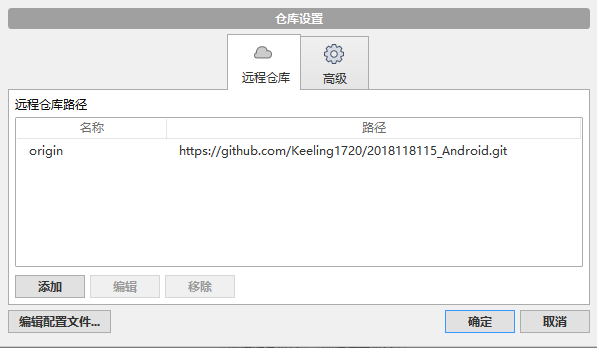 仓库设置
远程仓库
高级
远程仓库路径
名称 路径
origin https://github.com/Keeling1720/2018118115_Android.git
添加 编辑 移除
编辑配置文件... 确定 取消